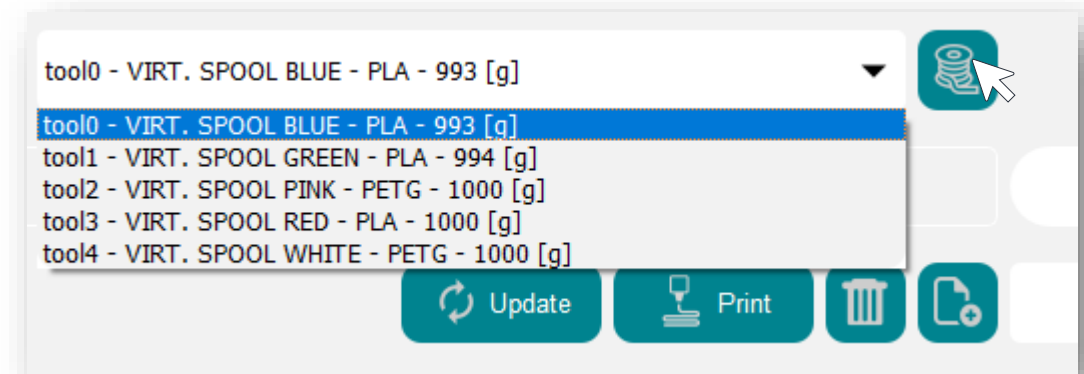 tool0 - VIRT. SPOOL BLUE - PLA - 993 [g]
tool0 - VIRT. SPOOL BLUE - PLA - 993 [g]
tool1 - VIRT. SPOOL GREEN - PLA - 994 [g]
tool2 - VIRT. SPOOL PINK - PETG - 1000 [g]
tool3 - VIRT. SPOOL RED - PLA - 1000 [g]
tool4 - VIRT. SPOOL WHITE - PETG - 1000 [g]
Update Print